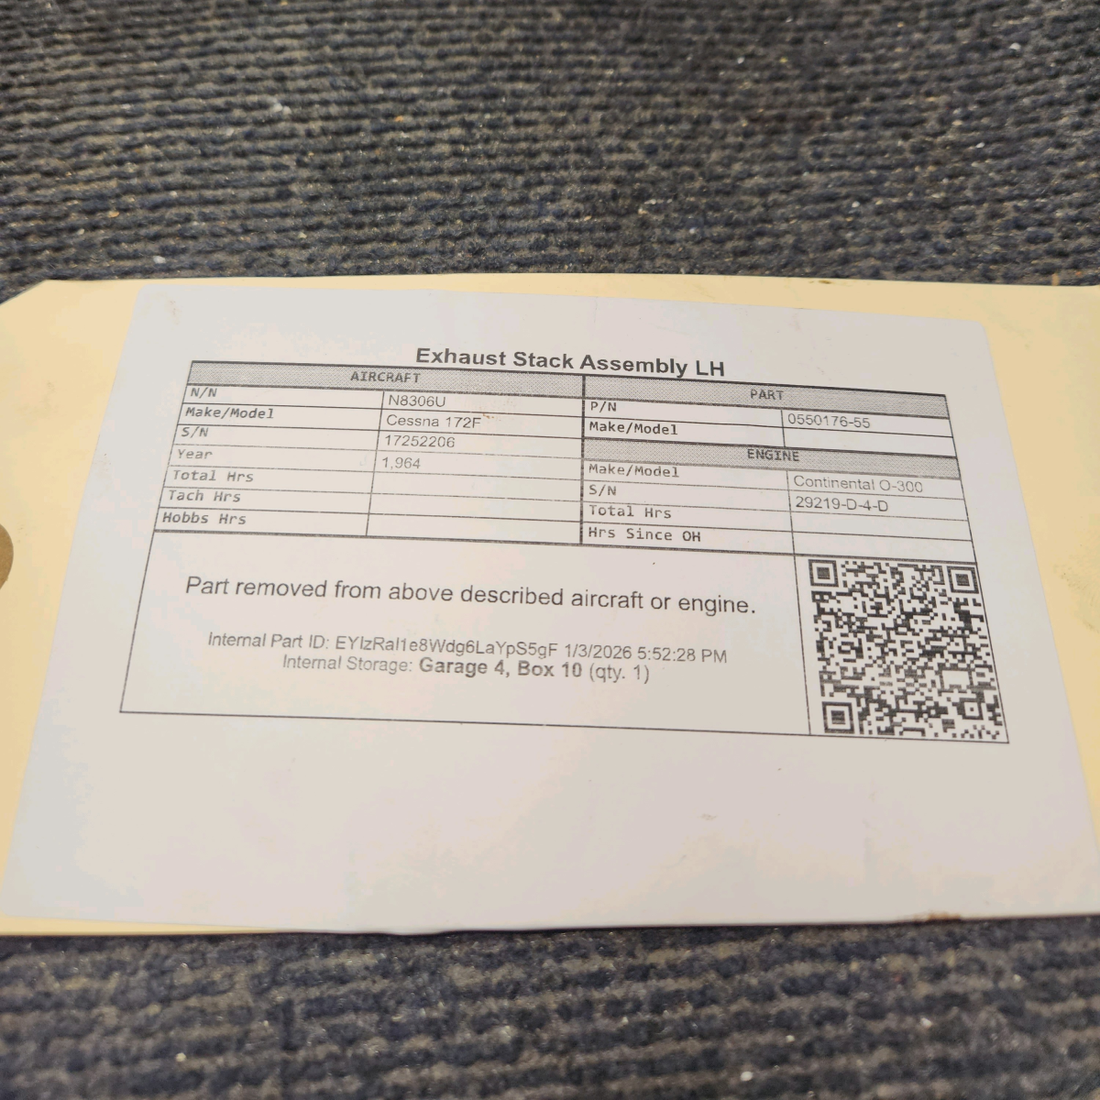 Exhaust Stack Assembly LH
AIRCRAFT
N/N N8306U
Make/Model Cessna 172F
S/N 17252206
Year 1,964
Total Hrs
Tach Hrs
Hobbs Hrs
PART
P/N 0550176-55
Make/Model
ENGINE
Make/Model Continental O-300
S/N 29219-D-4-D
Total Hrs
Hrs Since OH
Part removed from above described aircraft or engine.
Internal Part ID: EYIzRal1e8Wdg6LaYpS5gF 1/3/2026 5:52:28 PM
Internal Storage: Garage 4, Box 10 (qty. 1)